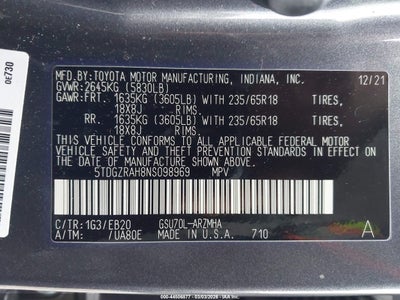 0E730
MFD.BY:TOYOTA MOTOR MANUFACTURING, INDIANA, INC. 12/21
GVWR:2645KG (5830LB)
GAWR:FRT. 1635KG (3605LB) WITH 235/65R18 TIRES,
18X8J RIMS
RR. 1635KG (3605LB) WITH 235/65R18 TIRES,
18X8J RIMS
THIS VEHICLE CONFORMS TO ALL APPLICABLE FEDERAL MOTOR
VEHICLE SAFETY, BUMPER, AND THEFT PREVENTION STANDARDS
IN EFFECT ON THE DATE OF MANUFACTURE SHOWN ABOVE.
5TDGZRAH8NS098969 MPV
C/TR:1G3/EB20 GSU70L-ARZMHA
A/TM: /UA80E MADE IN U.S.A. 710 A